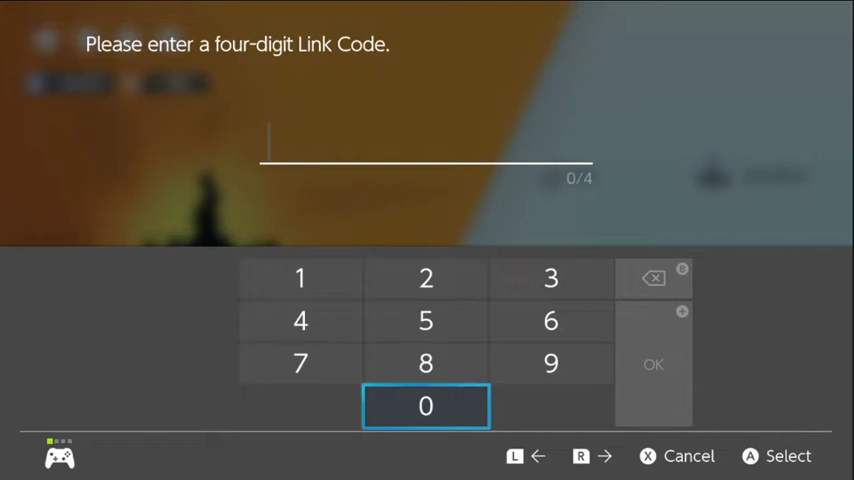 Please enter a four-digit Link Code.
0/4
1 2 3 B
4 5 6 +
7 8 9 OK
0
L ← R → X Cancel A Select